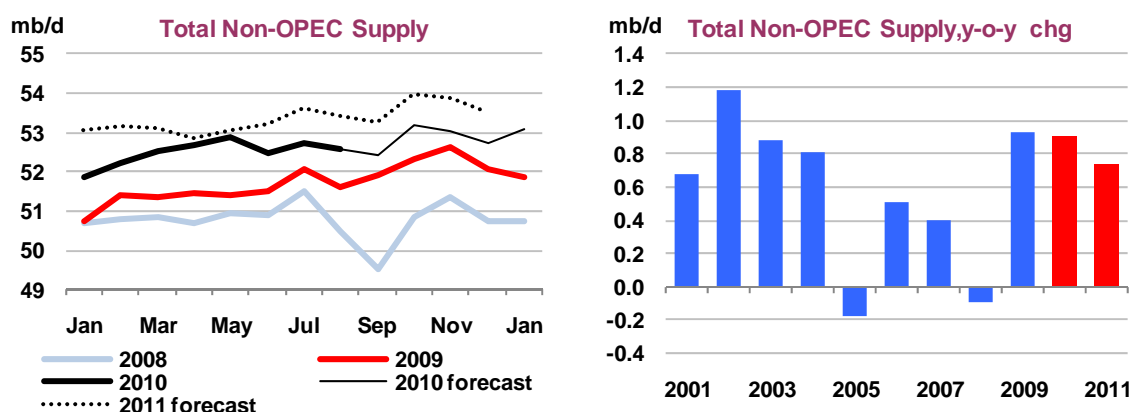 mb/d
Total Non-OPEC Supply
55
54
53
52
51
50
49
Jan Mar May Jul Sep Nov Jan
2008 2009
2010 2010 forecast
2011 forecast
mb/d
Total Non-OPEC Supply,y-o-y chg
1.4
1.2
1.0
0.8
0.6
0.4
0.2
0.0
-0.2
-0.4
2001 2003 2005 2007 2009 2011